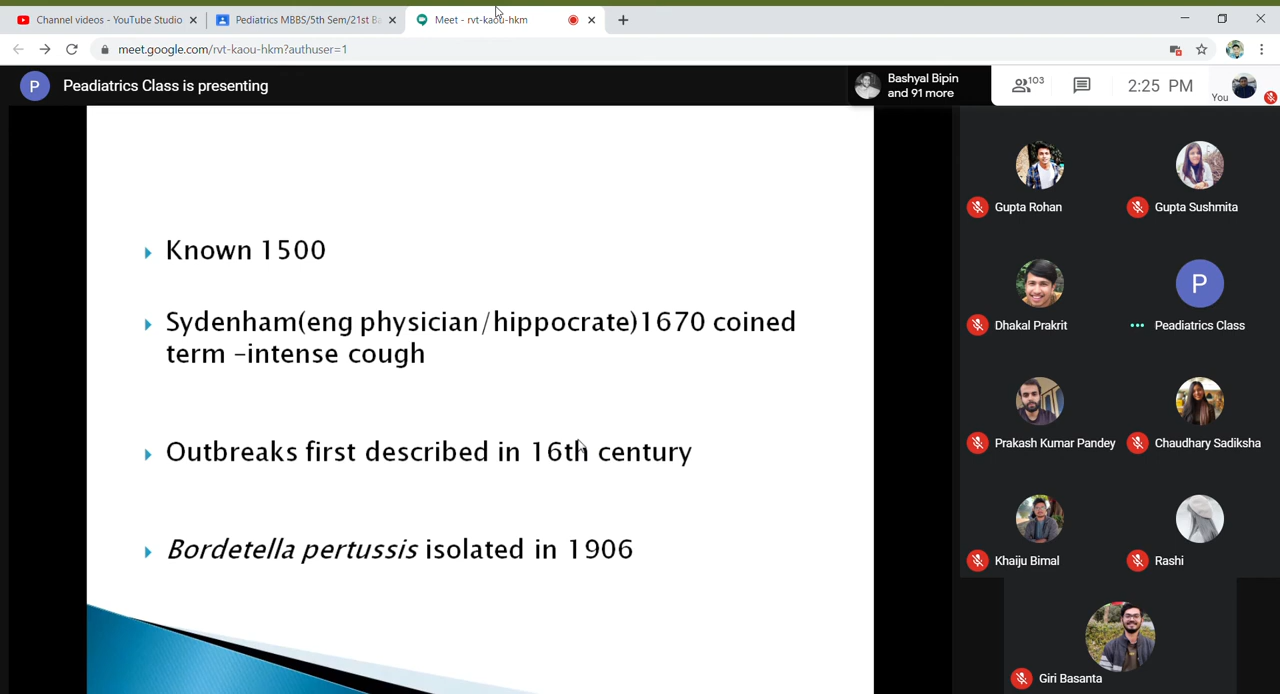 Channel videos - YouTube Studio
Pediatrics MBBS/5th Sem/21st Ba
Meet - rvt-kaou-hkm
meet.google.com/rvt-kaou-hkm?authuser=1
P
Peadiatrics Class is presenting
Bashyal Bipin
and 91 more
103
2:25 PM
You
Known 1500
Sydenham(eng physician/hippocrate)1670 coined
term –intense cough
Outbreaks first described in 16th century
Bordetella pertussis isolated in 1906
Gupta Rohan
Gupta Sushmita
Dhakal Prakrit
P
Peadiatrics Class
Prakash Kumar Pandey
Chaudhary Sadiksha
Khaiju Bimal
Rashi
Giri Basanta